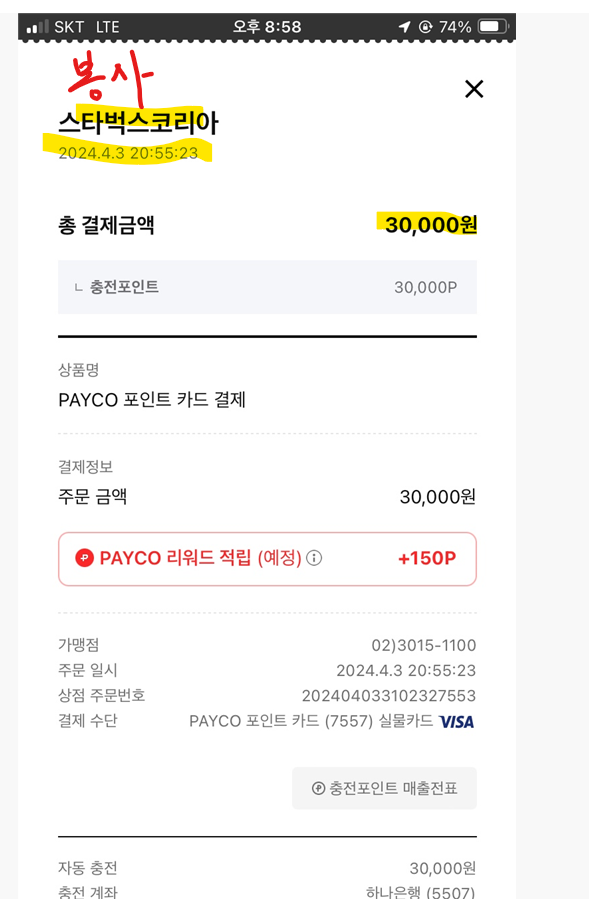 SKT LTE 오후 8:58 74%
봉사
스타벅스코리아
2024.4.3 20:55:23
총 결제금액 30,000원
ㄴ 충전포인트 30,000P
상품명
PAYCO 포인트 카드 결제
결제정보
주문 금액 30,000원
PAYCO 리워드 적립 (예정) +150P
가맹점 02)3015-1100
주문 일시 2024.4.3 20:55:23
상점 주문번호 202404033102327553
결제 수단 PAYCO 포인트 카드 (7557) 실물카드 VISA
충전포인트 매출전표
자동 충전 30,000원
충전 계좌 하나은행 (5507)